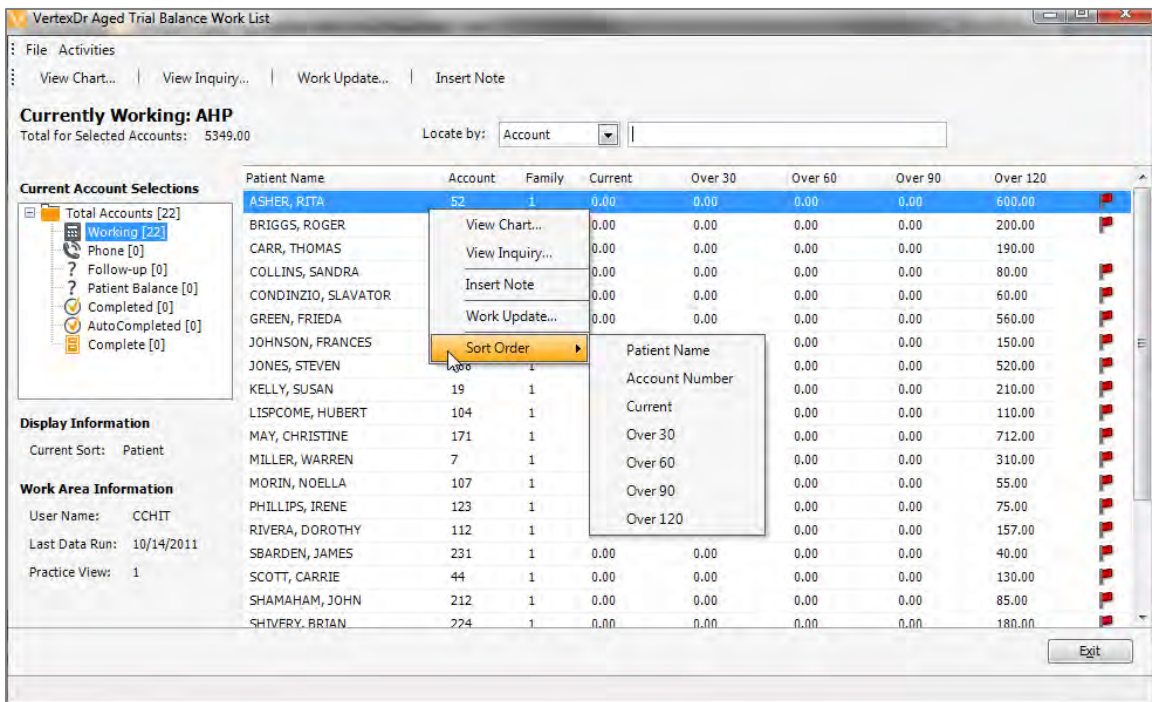 VertexDr Aged Trial Balance Work List
File Activities
View Chart... View Inquiry... Work Update... Insert Note
Currently Working: AHP
Total for Selected Accounts: 5349.00
Locate by: Account
Current Account Selections
Total Accounts [22]
Working [22]
Phone [0]
Follow-up [0]
Patient Balance [0]
Completed [0]
AutoCompleted [0]
Complete [0]
Display Information
Current Sort: Patient
Work Area Information
User Name: CCHIT
Last Data Run: 10/14/2011
Practice View: 1
Patient Name Account Family Current Over 30 Over 60 Over 90 Over 120
ASHER, RITA 52 1 0.00 0.00 0.00 0.00 600.00
BRIGGS, ROGER 0.00 0.00 0.00 0.00 200.00
CARR, THOMAS 0.00 0.00 0.00 0.00 190.00
COLLINS, SANDRA 0.00 0.00 0.00 0.00 80.00
CONDINZIO, SLAVATOR 0.00 0.00 0.00 0.00 60.00
GREEN, FRIEDA 0.00 0.00 0.00 0.00 560.00
JOHNSON, FRANCES 0.00 0.00 150.00
JONES, STEVEN 1 0.00 0.00 520.00
KELLY, SUSAN 19 1 0.00 0.00 210.00
LISPCOME, HUBERT 104 1 0.00 0.00 110.00
MAY, CHRISTINE 171 1 0.00 0.00 712.00
MILLER, WARREN 7 1 0.00 0.00 310.00
MORIN, NOELLA 107 1 0.00 0.00 55.00
PHILLIPS, IRENE 123 1 0.00 0.00 75.00
RIVERA, DOROTHY 112 1 0.00 0.00 157.00
SBARDEN, JAMES 231 1 0.00 0.00 0.00 0.00 40.00
SCOTT, CARRIE 44 1 0.00 0.00 0.00 0.00 130.00
SHAMAHAM, JOHN 212 1 0.00 0.00 0.00 0.00 85.00
SHIVERY, BRIAN 224 1 0.00 0.00 0.00 0.00 180.00
View Chart...
View Inquiry...
Insert Note
Work Update...
Sort Order
Patient Name
Account Number
Current
Over 30
Over 60
Over 90
Over 120
Exit